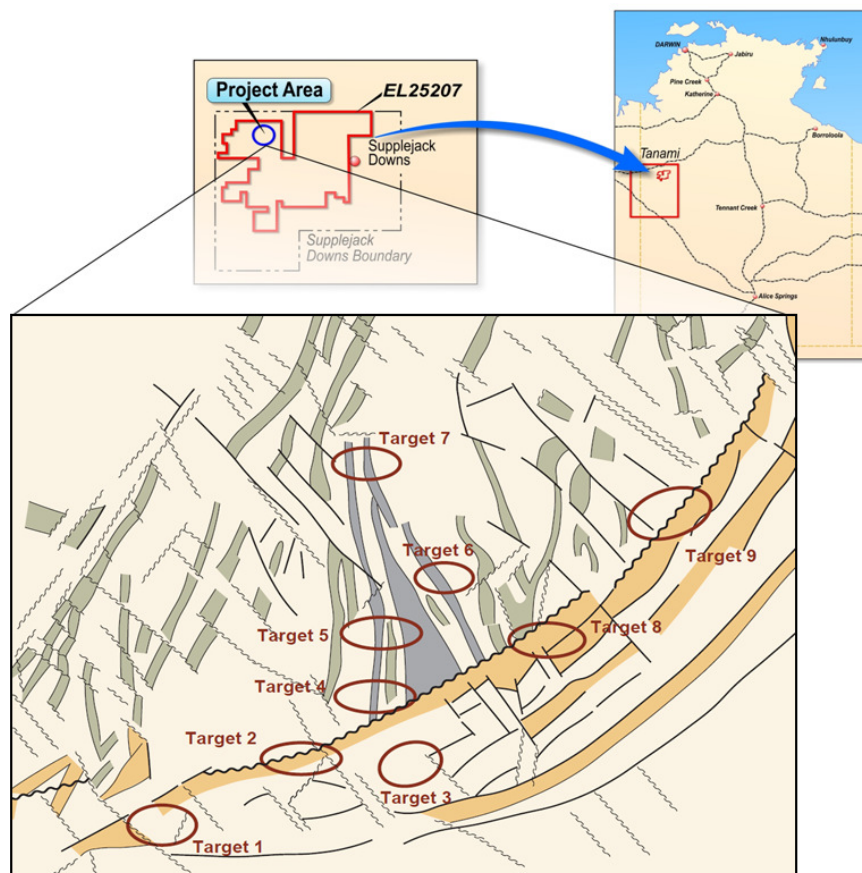 Project Area
EL25207
Supplejack
Downs
Supplejack
Downs Boundary
DARWIN
Nhulunbuy
Jabiru
Pine Creek
Katherine
Borroloola
Tanami
Tennant Creek
Alice Springs
Target 7
Target 6
Target 9
Target 5
Target 8
Target 4
Target 2
Target 3
Target 1